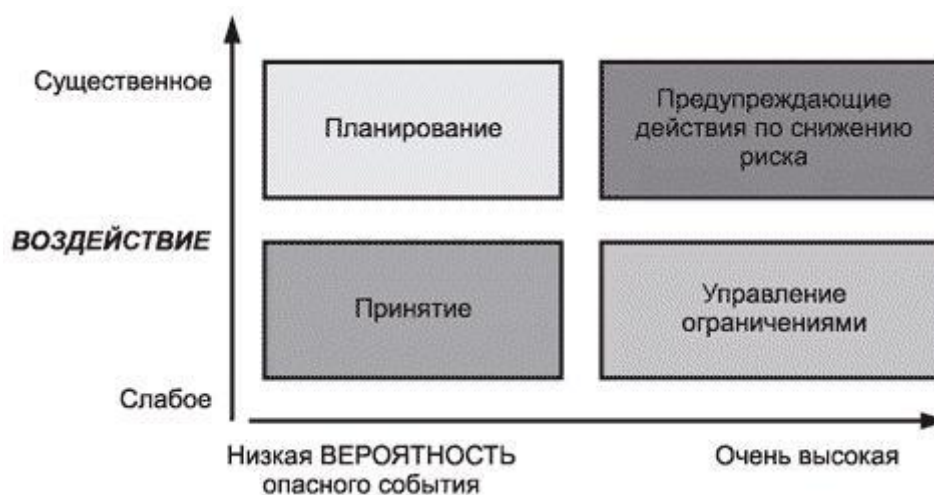 Существенное
Планирование
Предупреждающие
действия по снижению
риска
ВОЗДЕЙСТВИЕ
Принятие
Управление
ограничениями
Слабое
Низкая ВЕРОЯТНОСТЬ
опасного события
Очень высокая